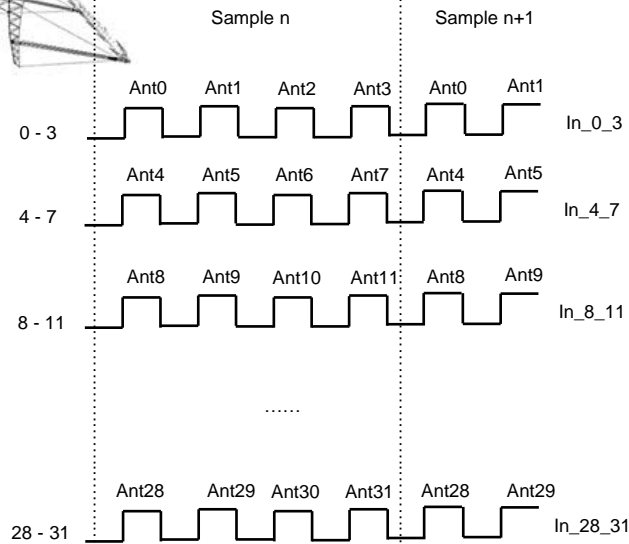 Sample n Sample n+1
Ant0 Ant1 Ant2 Ant3 Ant0 Ant1
0 - 3 In_0_3
Ant4 Ant5 Ant6 Ant7 Ant4 Ant5
4 - 7 In_4_7
Ant8 Ant9 Ant10 Ant11 Ant8 Ant9
8 - 11 In_8_11
......
Ant28 Ant29 Ant30 Ant31 Ant28 Ant29
28 - 31 In_28_31